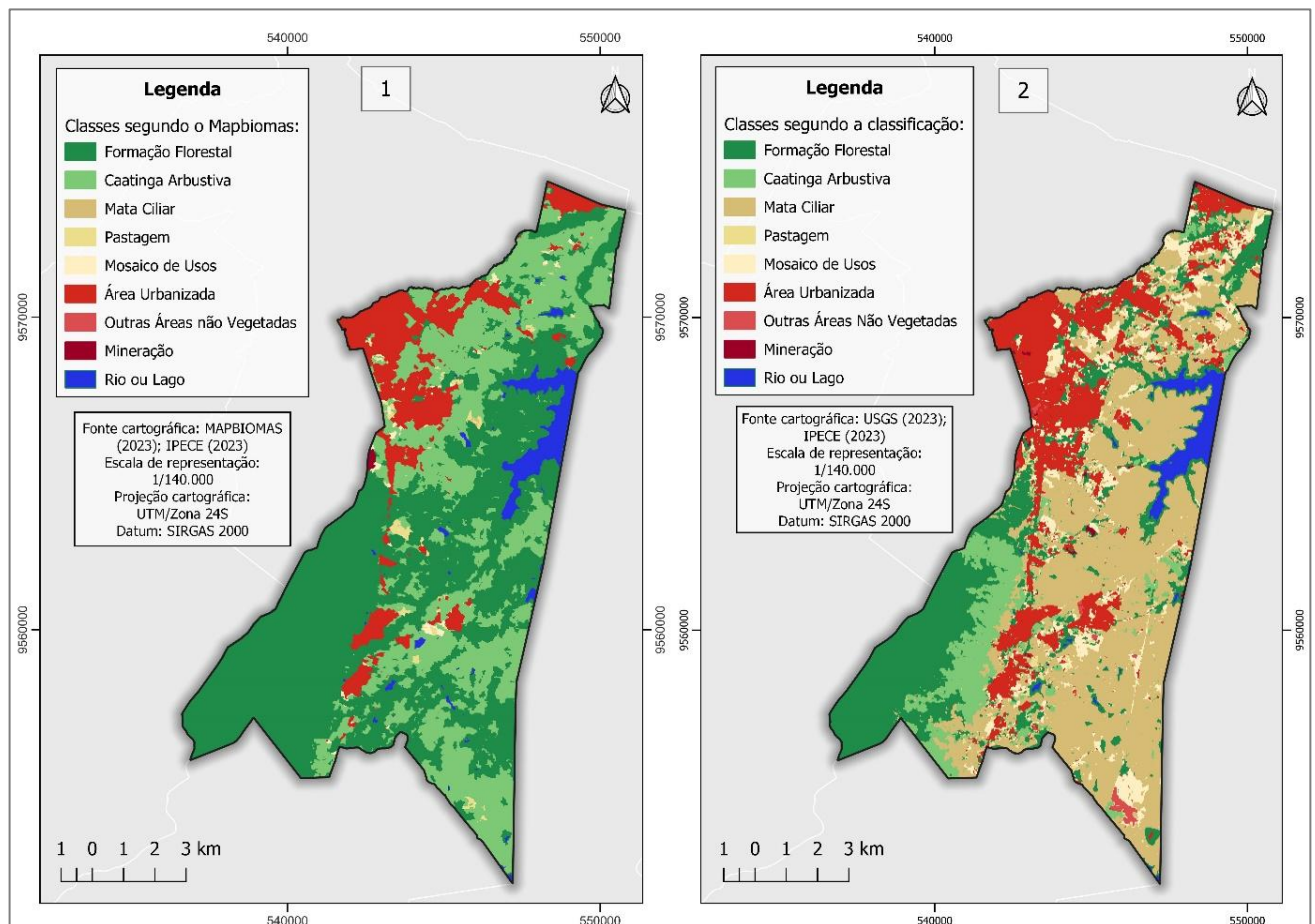 540000
550000
Legenda
1
N
Classes segundo o Mapbiomas:
Formação Florestal
Caatinga Arbustiva
Mata Ciliar
Pastagem
Mosaico de Usos
Área Urbanizada
Outras Áreas não Vegetadas
Mineração
Rio ou Lago
Fonte cartográfica: MAPBIOMAS
(2023); IPECE (2023)
Escala de representação:
1/140.000
Projeção cartográfica:
UTM/Zona 24S
Datum: SIRGAS 2000
9570000
9560000
1 0 1 2 3 km
540000
550000
540000
550000
Legenda
2
N
Classes segundo a classificação:
Formação Florestal
Caatinga Arbustiva
Mata Ciliar
Pastagem
Mosaico de Usos
Área Urbanizada
Outras Áreas Não Vegetadas
Mineração
Rio ou Lago
Fonte cartográfica: USGS (2023);
IPECE (2023)
Escala de representação:
1/140.000
Projeção cartográfica:
UTM/Zona 24S
Datum: SIRGAS 2000
9570000
9560000
1 0 1 2 3 km
540000
550000